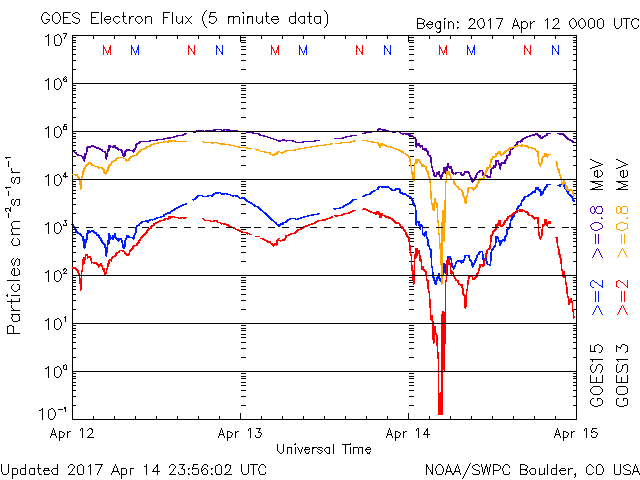 GOES Electron Flux (5 minute data)
Begin: 2017 Apr 12 0000 UTC
10⁷
10⁶
10⁵
10⁴
10³
10²
10¹
10⁰
10⁻¹
M M N N M M N N M M N N
Particles cm⁻²s⁻¹sr⁻¹
Apr 12 Apr 13 Apr 14 Apr 15
Universal Time
GOES15 >=2 >=0.8 MeV
GOES13 >=2 >=0.8 MeV
Updated 2017 Apr 14 23:56:02 UTC
NOAA/SWPC Boulder, CO USA